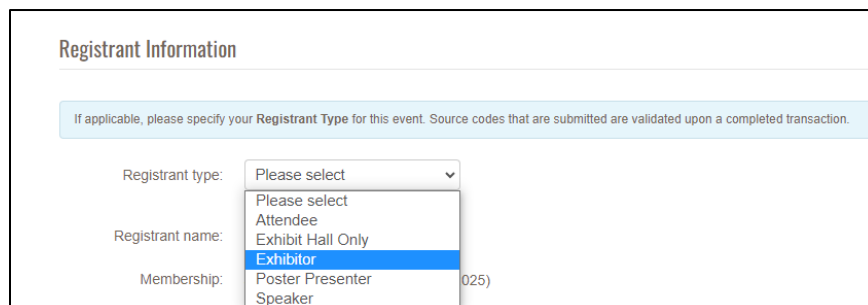 Registrant Information
If applicable, please specify your Registrant Type for this event. Source codes that are submitted are validated upon a completed transaction.
Registrant type: Please select
Please select
Attendee
Registrant name: Exhibit Hall Only
Exhibitor
Membership: Poster Presenter 025)
Speaker